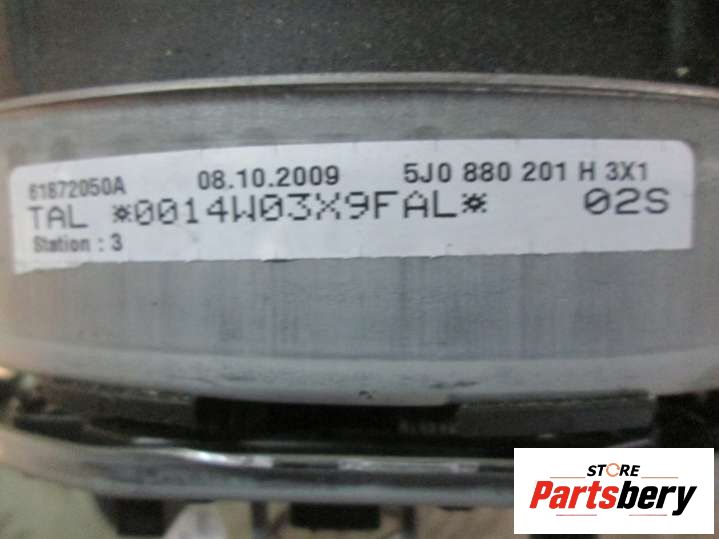 61872050A 08.10.2009 5J0 880 201 H 3X1
TAL *0014W03X9FAL* 02S
Station : 3
STORE
Partsbery